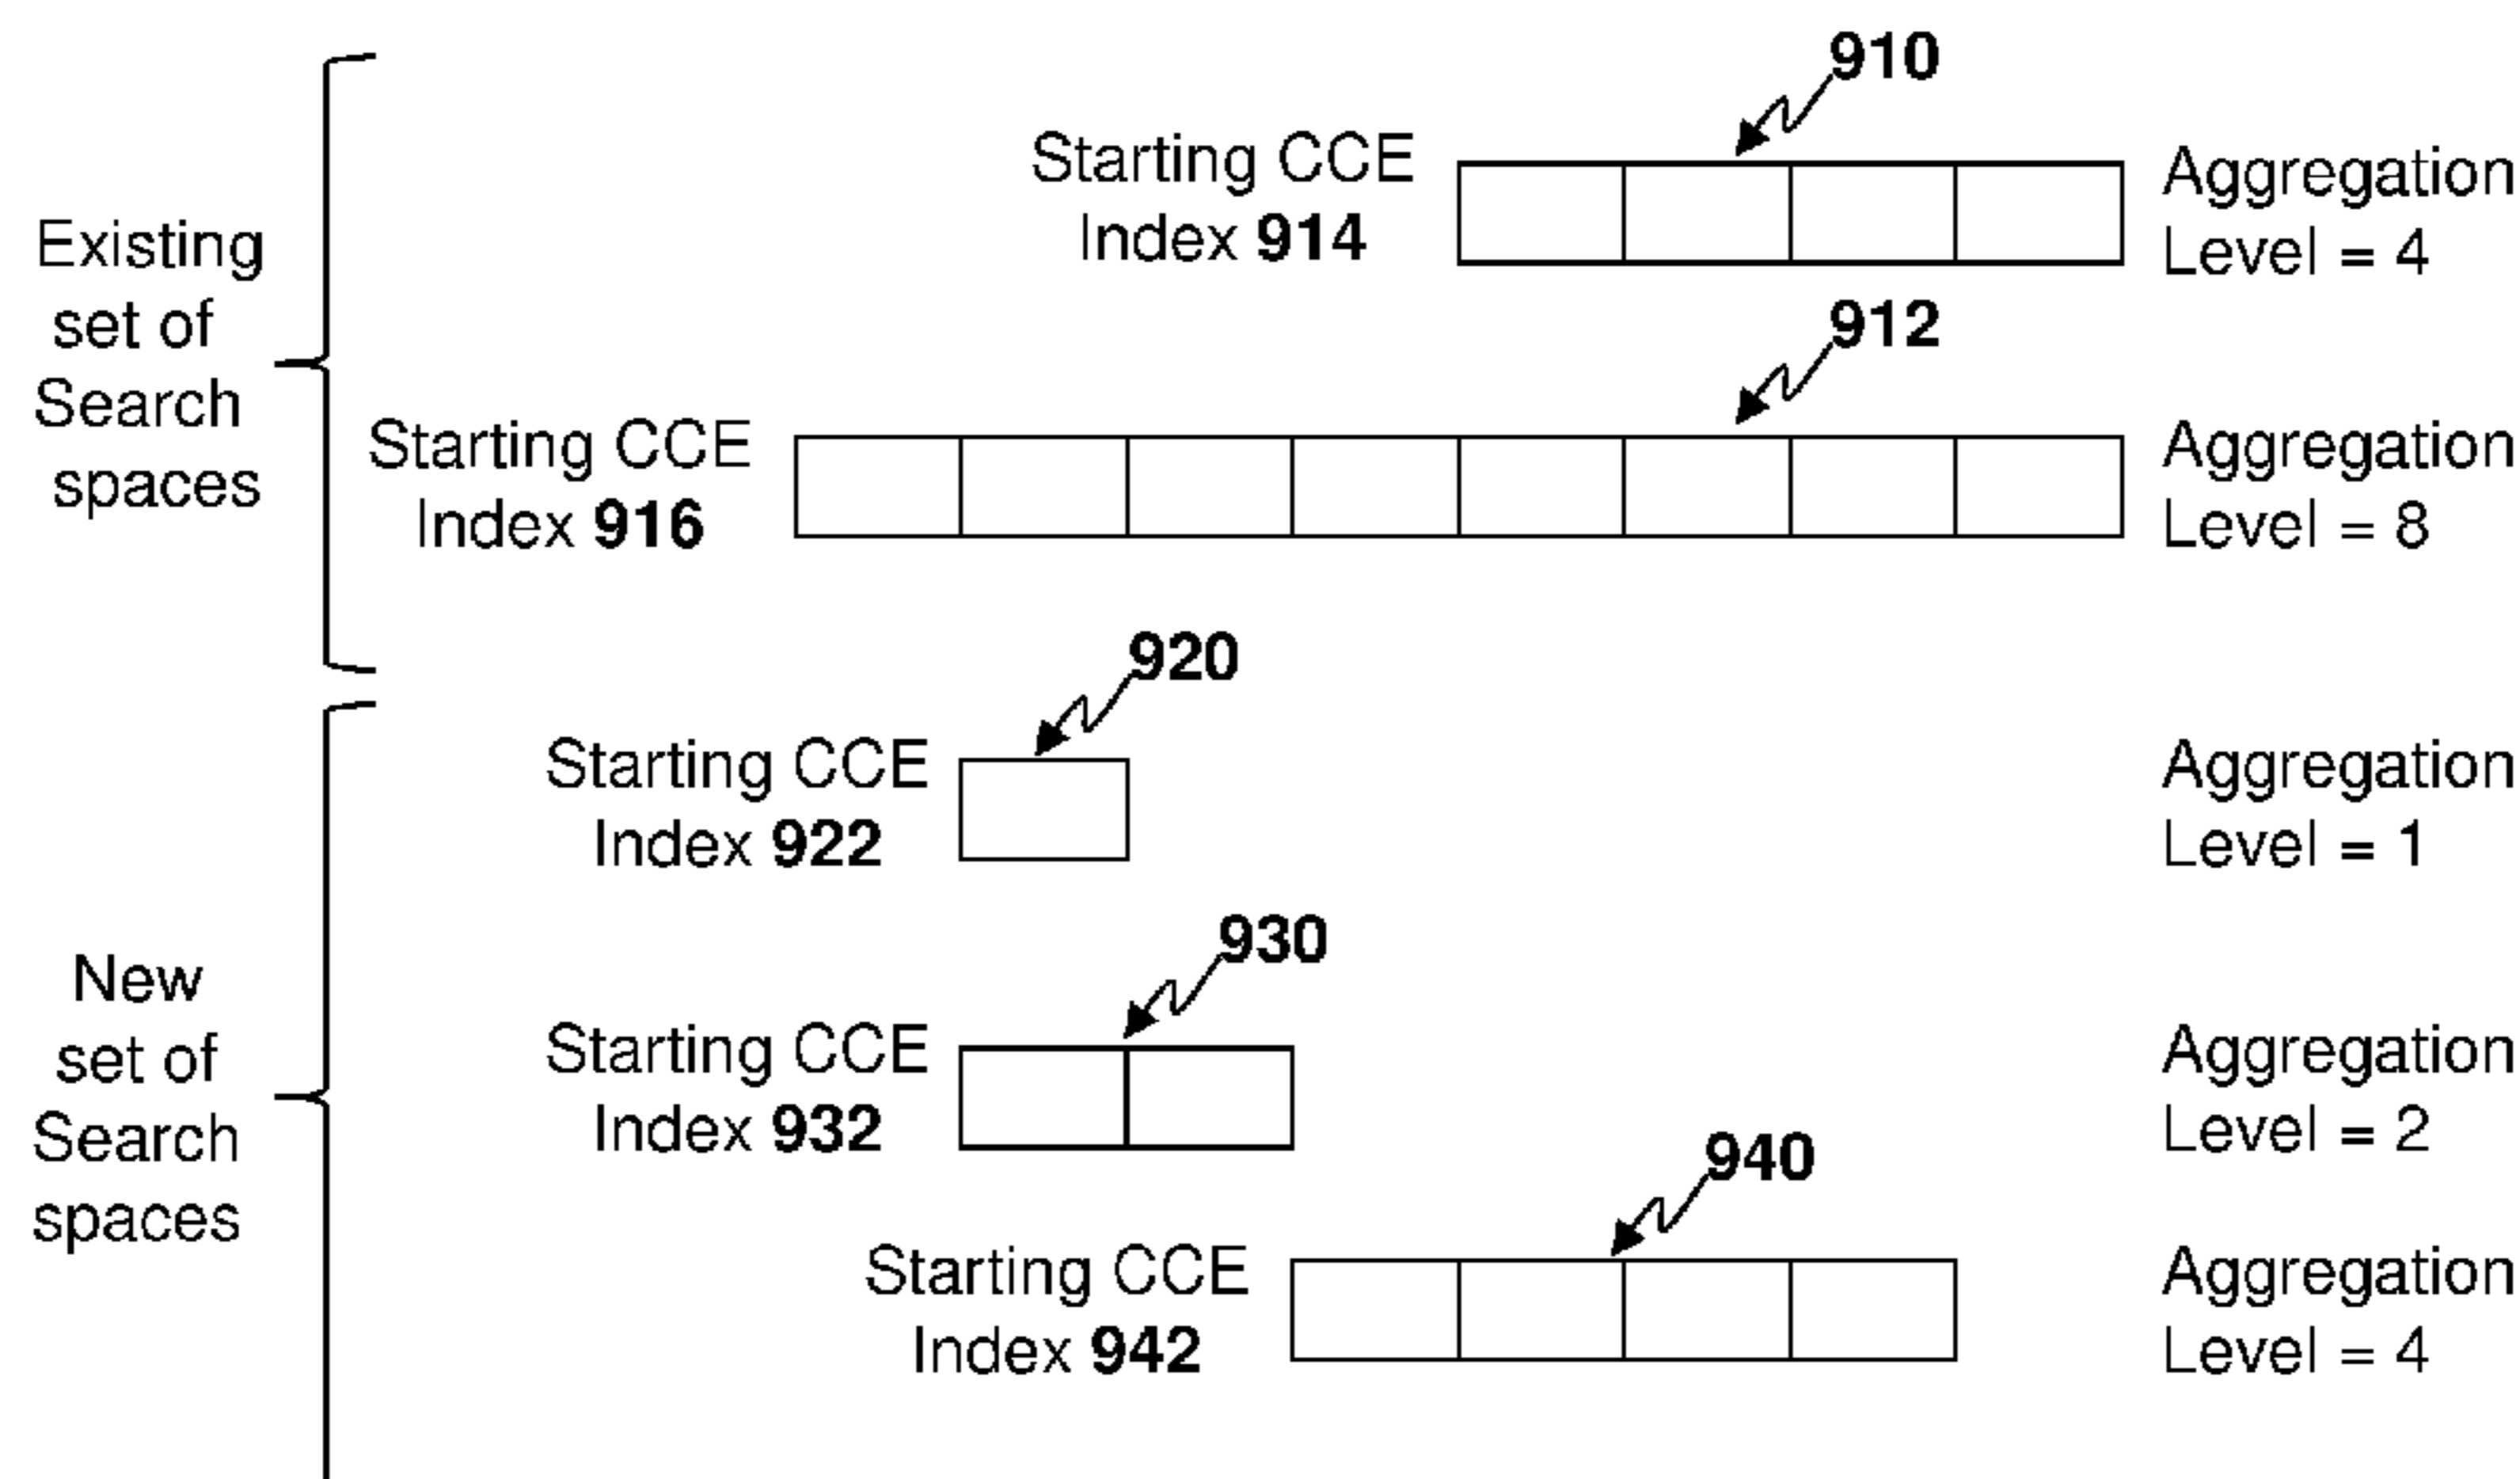 910
Starting CCE
Index 914
Aggregation
Level = 4
Existing
set of
Search
spaces
912
Starting CCE
Index 916
Aggregation
Level = 8
920
Starting CCE
Index 922
Aggregation
Level = 1
New
set of
Search
spaces
930
Starting CCE
Index 932
Aggregation
Level = 2
940
Starting CCE
Index 942
Aggregation
Level = 4